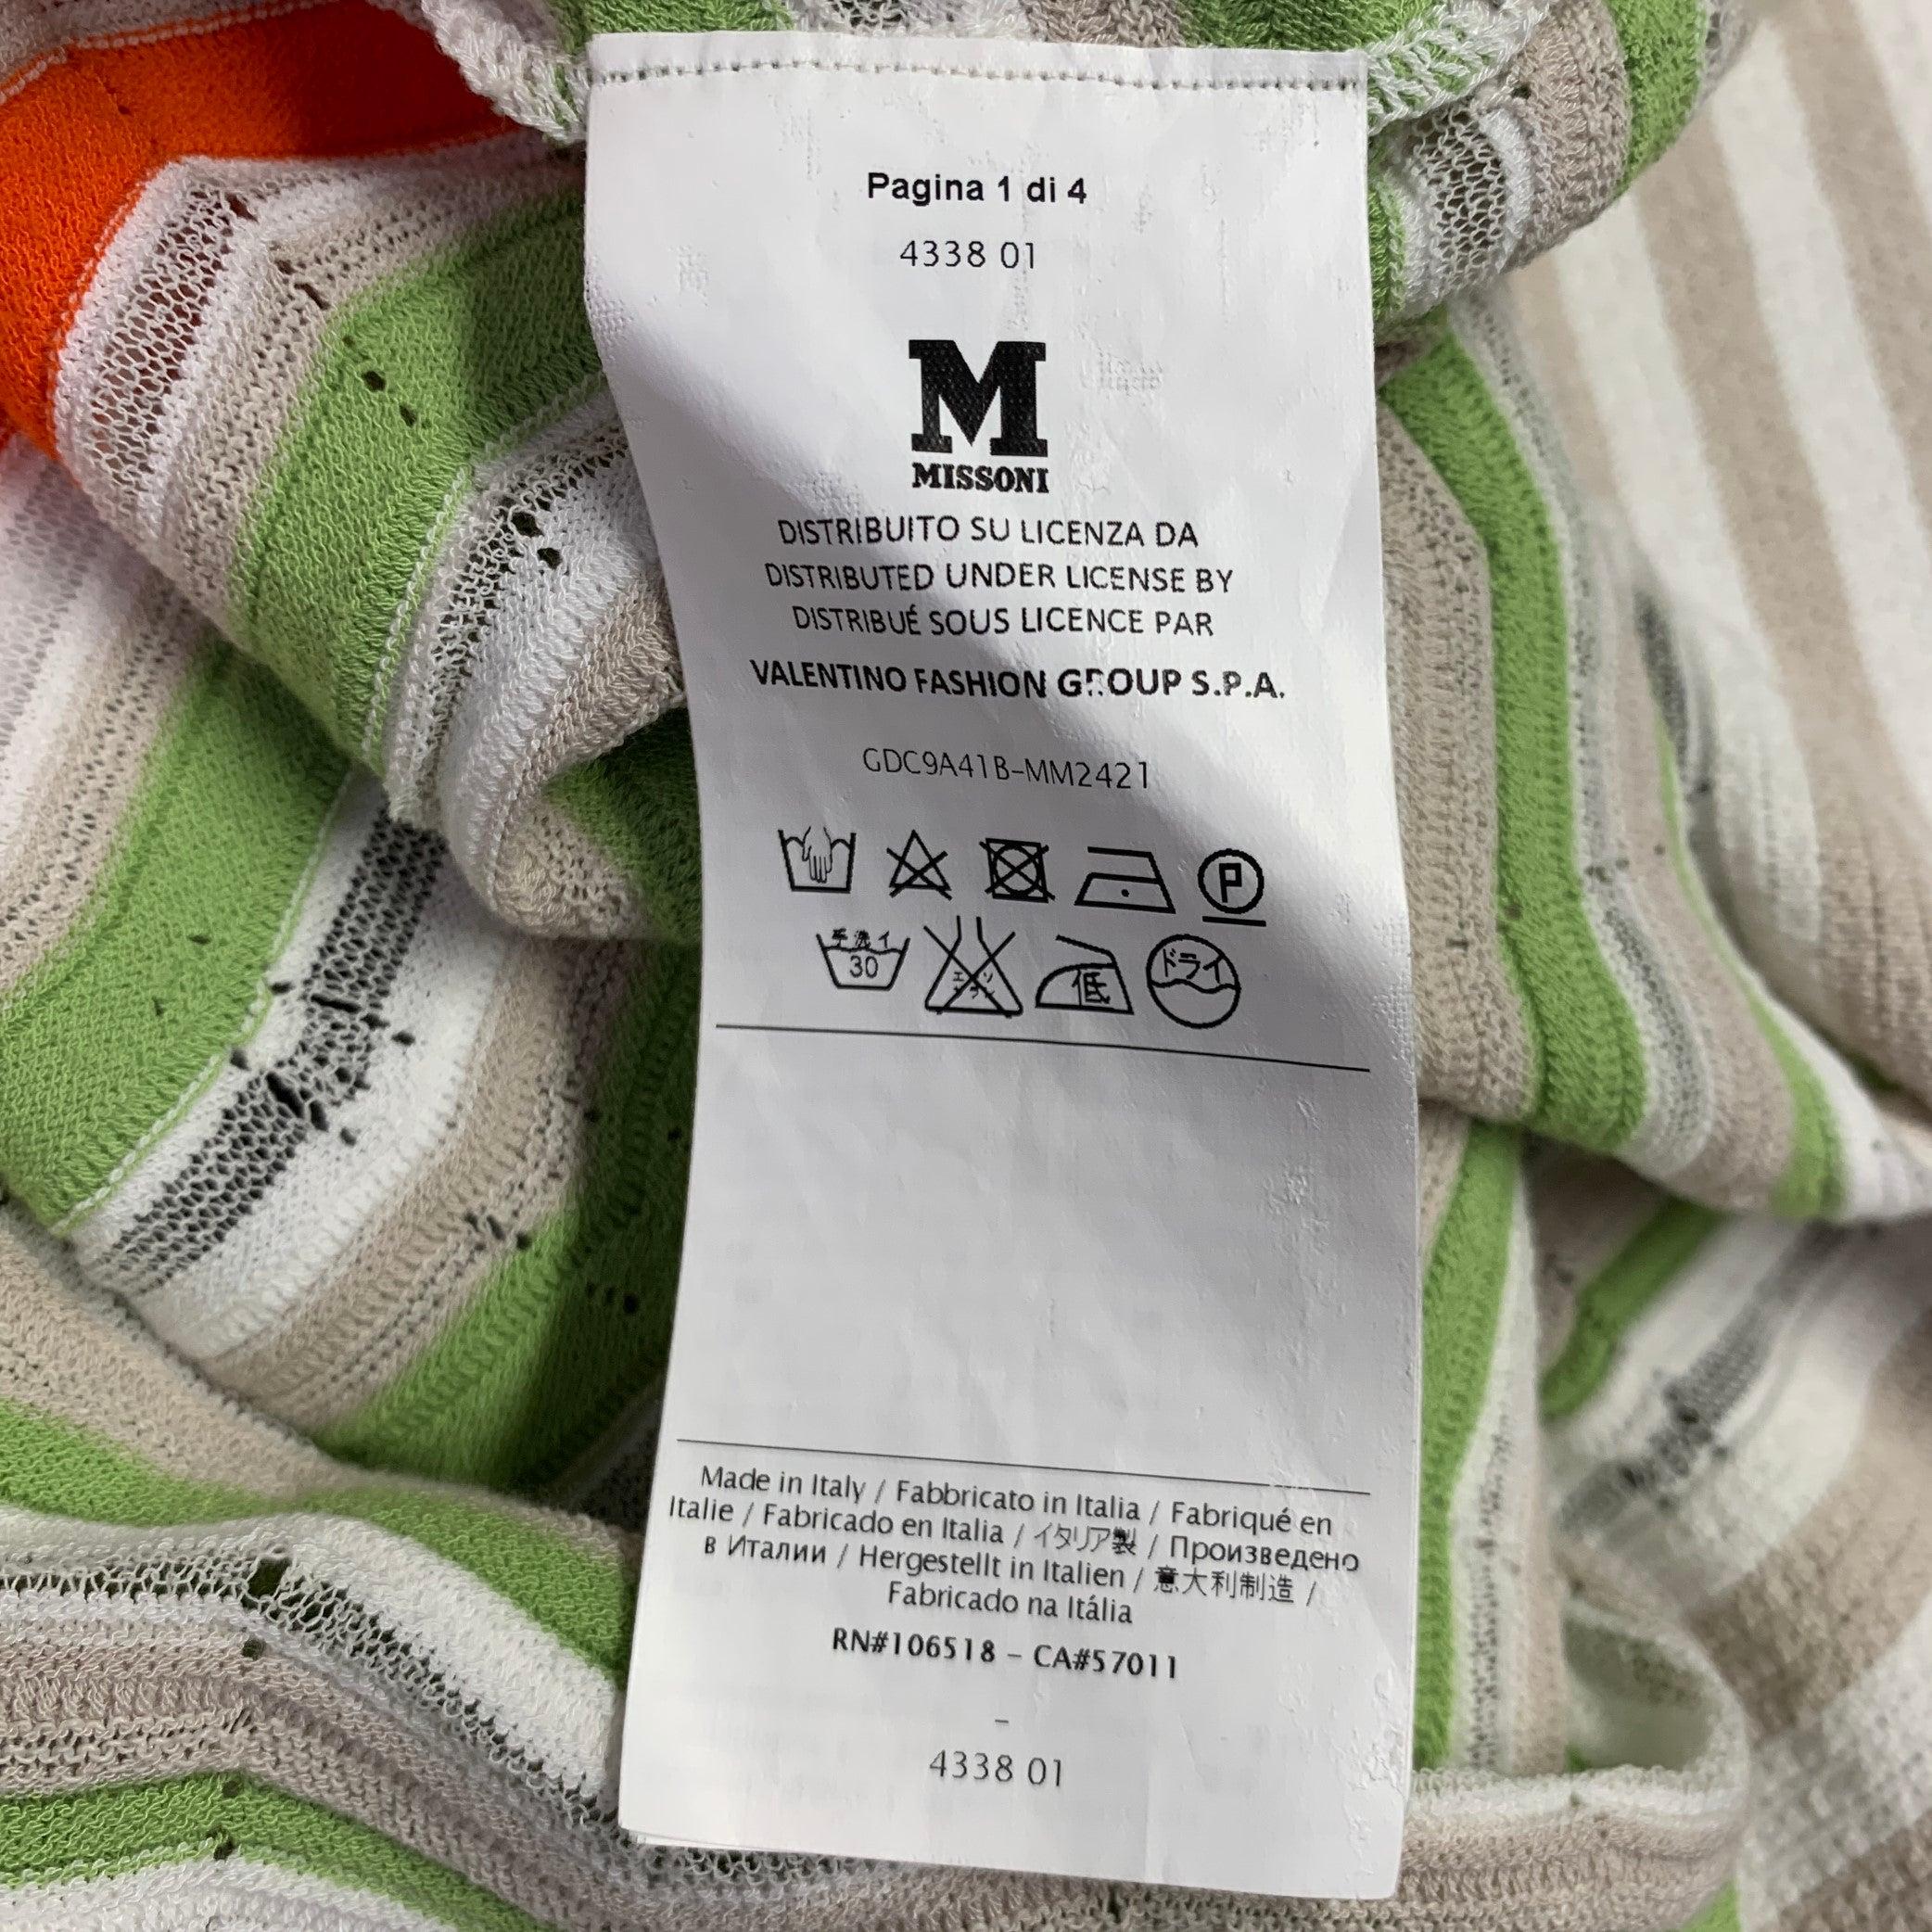 Pagina 1 di 4
4338 01
M
MISSONI
DISTRIBUITO SU LICENZA DA
DISTRIBUTED UNDER LICENSE BY
DISTRIBUÉ SOUS LICENCE PAR
VALENTINO FASHION GROUP S.P.A.
GDC9A41B-MM2421
P
手洗イ
30
低
ドライ
Made in Italy / Fabbricato in Italia / Fabriqué en
Italie / Fabricado en Italia / イタリア製 / Произведено
в Италии / Hergestellt in Italien / 意大利制造 /
Fabricado na Itália
RN#106518 – CA#57011
–
4338 01